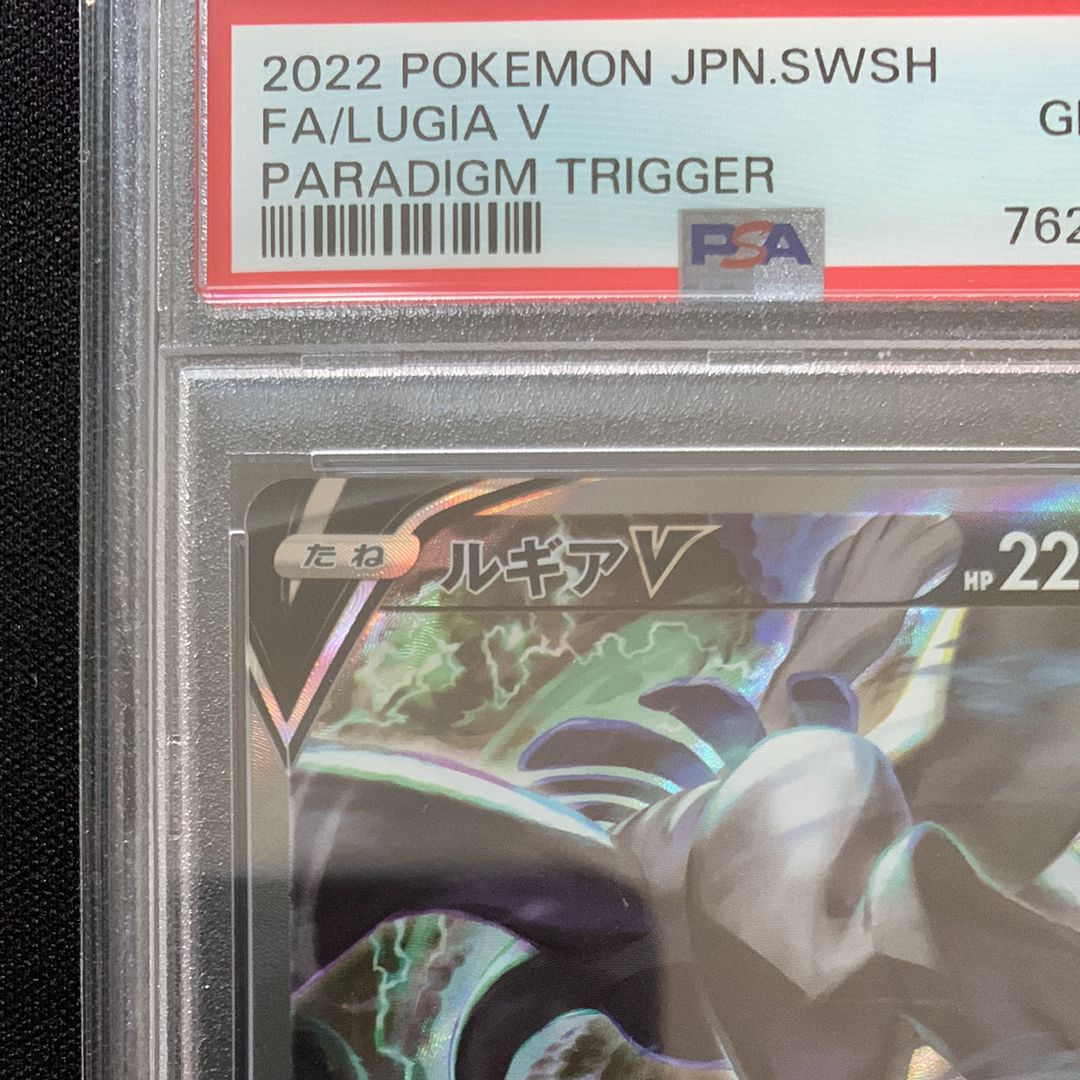 2022 POKEMON JPN.SWSH
FA/LUGIA V
PARADIGM TRIGGER
PSA
たね
ルギアV
HP